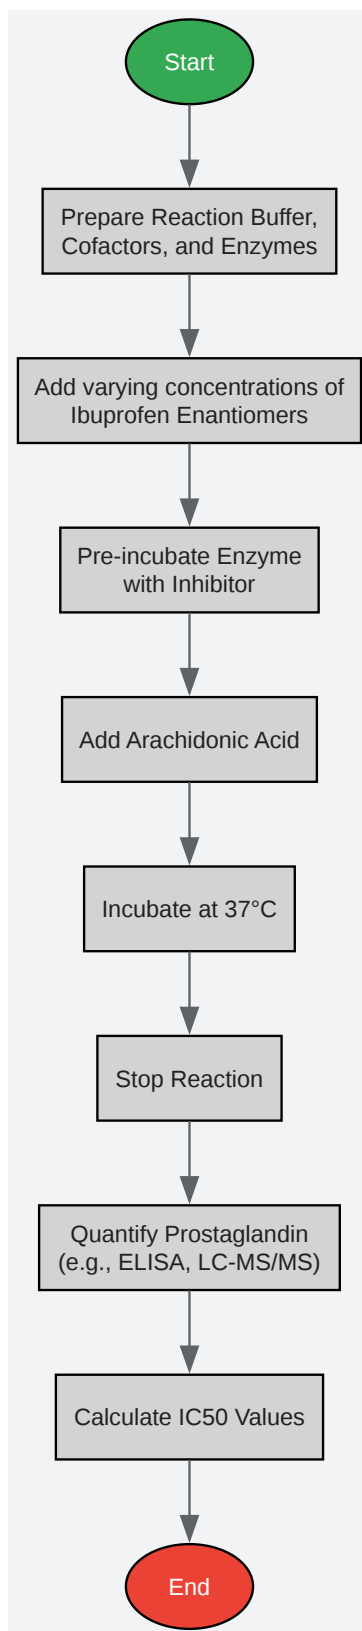 Start
Prepare Reaction Buffer,
Cofactors, and Enzymes
Add varying concentrations of
Ibuprofen Enantiomers
Pre-incubate Enzyme
with Inhibitor
Add Arachidonic Acid
Incubate at 37°C
Stop Reaction
Quantify Prostaglandin
(e.g., ELISA, LC-MS/MS)
Calculate IC50 Values
End